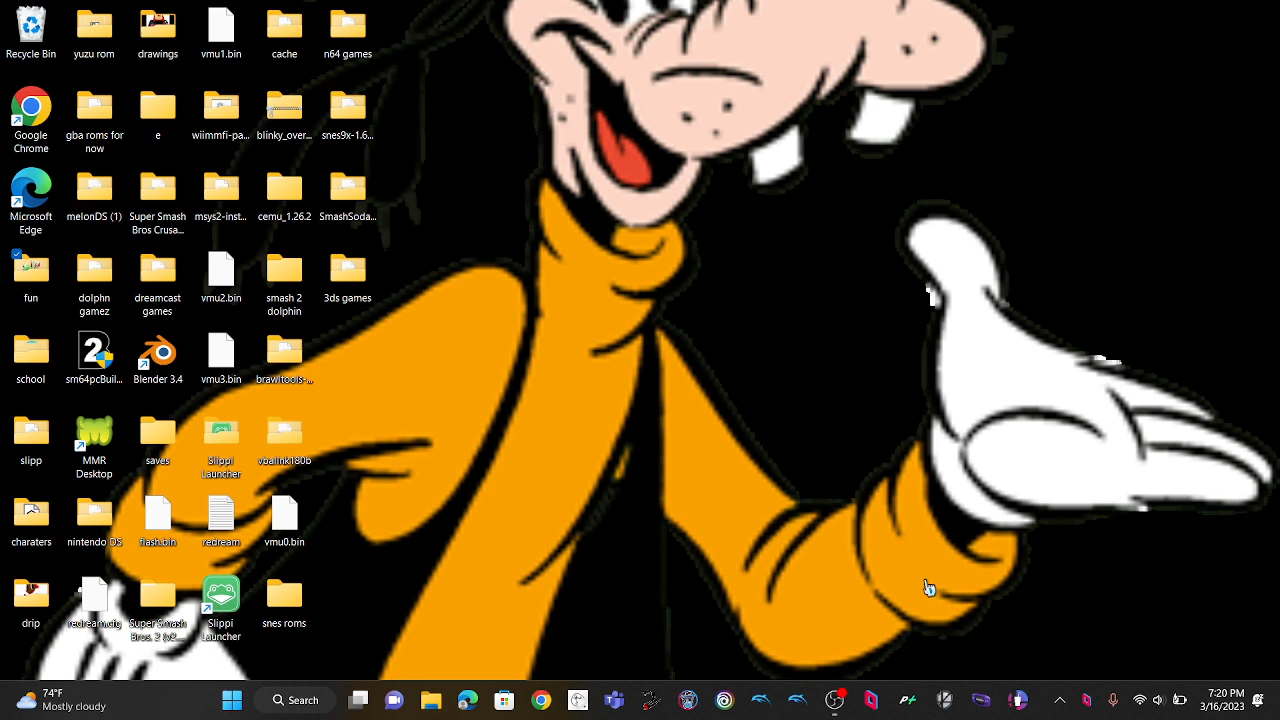 Recycle Bin
yuzu rom
drawings
vmu1.bin
cache
n64 games
Google Chrome
gba roms for now
e
wiimmfi-pa...
blinky_over...
snes9x-1.6...
Microsoft Edge
melonDS (1)
Super Smash Bros Crusa...
msys2-inst...
cemu_1.26.2
SmashSoda...
fun
dolphn gamez
dreamcast games
vmu2.bin
smash 2 dolphin
3ds games
school
2
sm64pcBuil...
Blender 3.4
vmu3.bin
brawltools-...
slipp
MMR Desktop
saves
Slippi Launcher
vbalink180b
charaters
nintendo DS
flash.bin
redream
vmu0.bin
drip
redream.cfg
Super Smash Bros. 2 (v2...
Slippi Launcher
snes roms
74°F
Mostly cloudy
Search
7:20 PM
3/16/2023